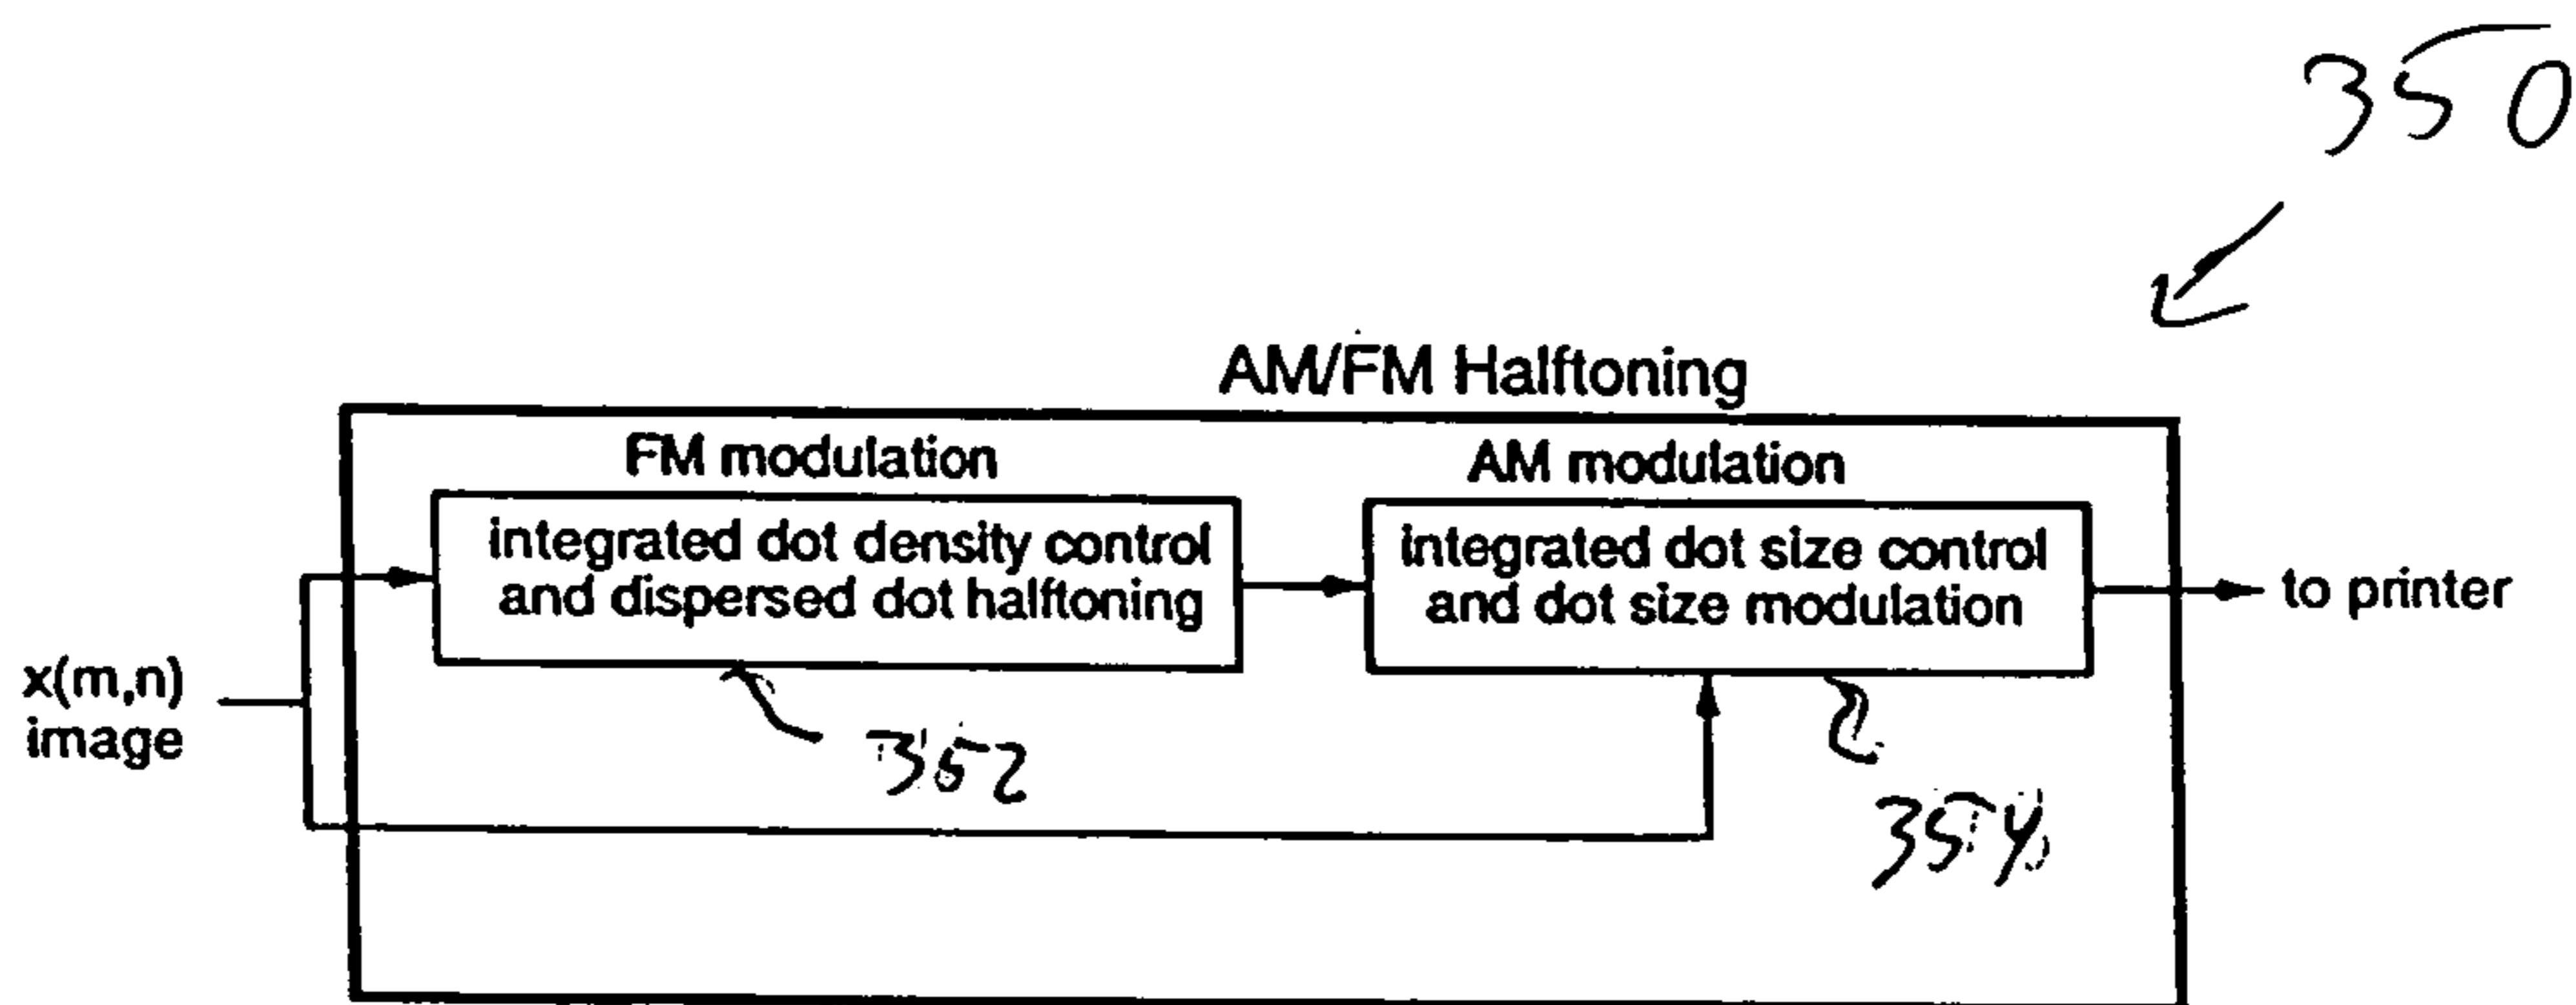 350
AM/FM Halftoning
FM modulation
AM modulation
integrated dot density control
and dispersed dot halftoning
integrated dot size control
and dot size modulation
to printer
x(m,n)
image
352
354